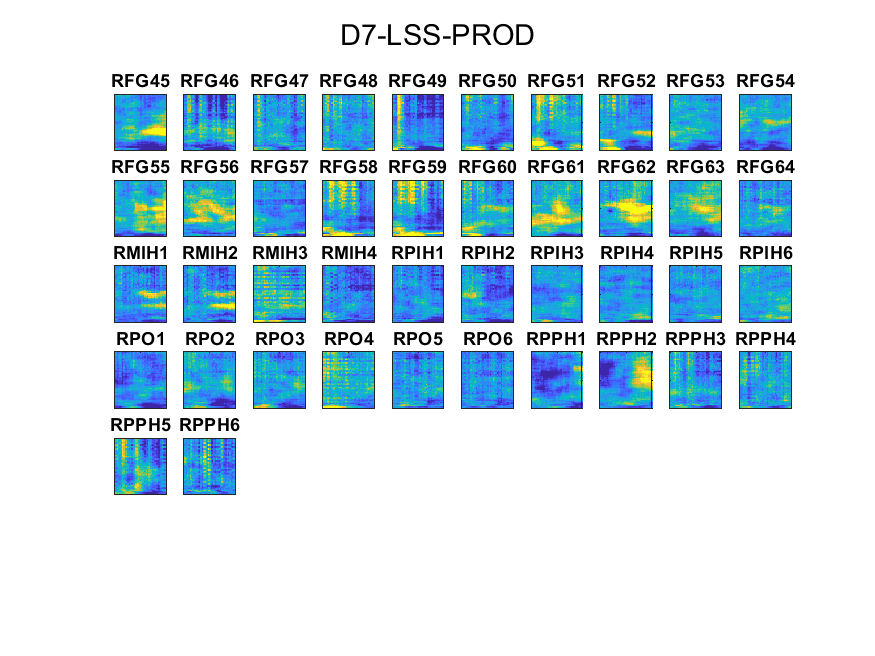 D7-LSS-PROD
RFG45 RFG46 RFG47 RFG48 RFG49 RFG50 RFG51 RFG52 RFG53 RFG54
RFG55 RFG56 RFG57 RFG58 RFG59 RFG60 RFG61 RFG62 RFG63 RFG64
RMIH1 RMIH2 RMIH3 RMIH4 RPIH1 RPIH2 RPIH3 RPIH4 RPIH5 RPIH6
RPO1 RPO2 RPO3 RPO4 RPO5 RPO6 RPPH1 RPPH2 RPPH3 RPPH4
RPPH5 RPPH6